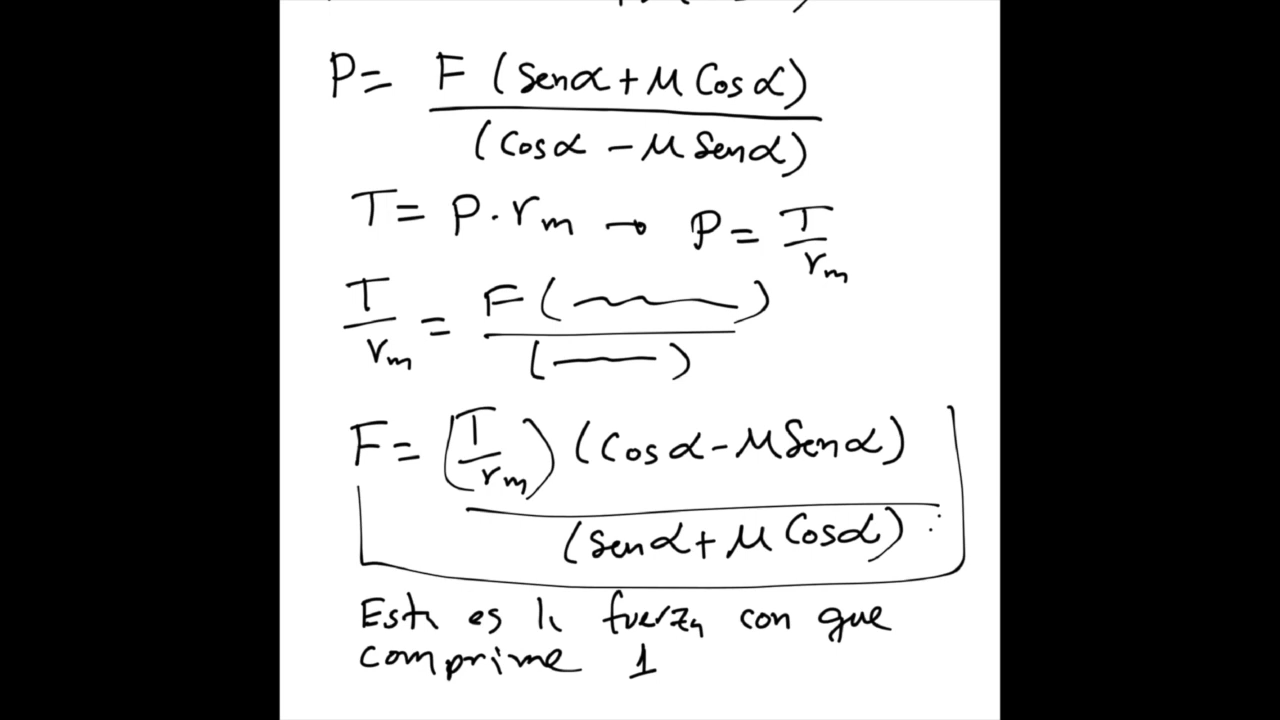 P = F (Senα + μ Cosα)
(Cosα - μ Senα)
T = P · rm → P = T / rm
T / rm = F ( ) / ( )
F = (T / rm) (Cosα - μ Senα)
(Senα + μ Cosα)
Esta es la fuerza con que
comprime 1